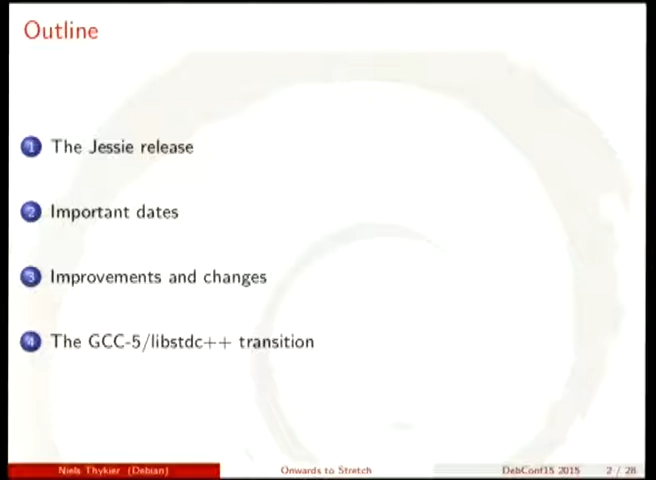 Outline
1 The Jessie release
2 Important dates
3 Improvements and changes
4 The GCC-5/libstdc++ transition
Niels Thykier (Debian) Onwards to Stretch DebConf15 2015 2 / 28